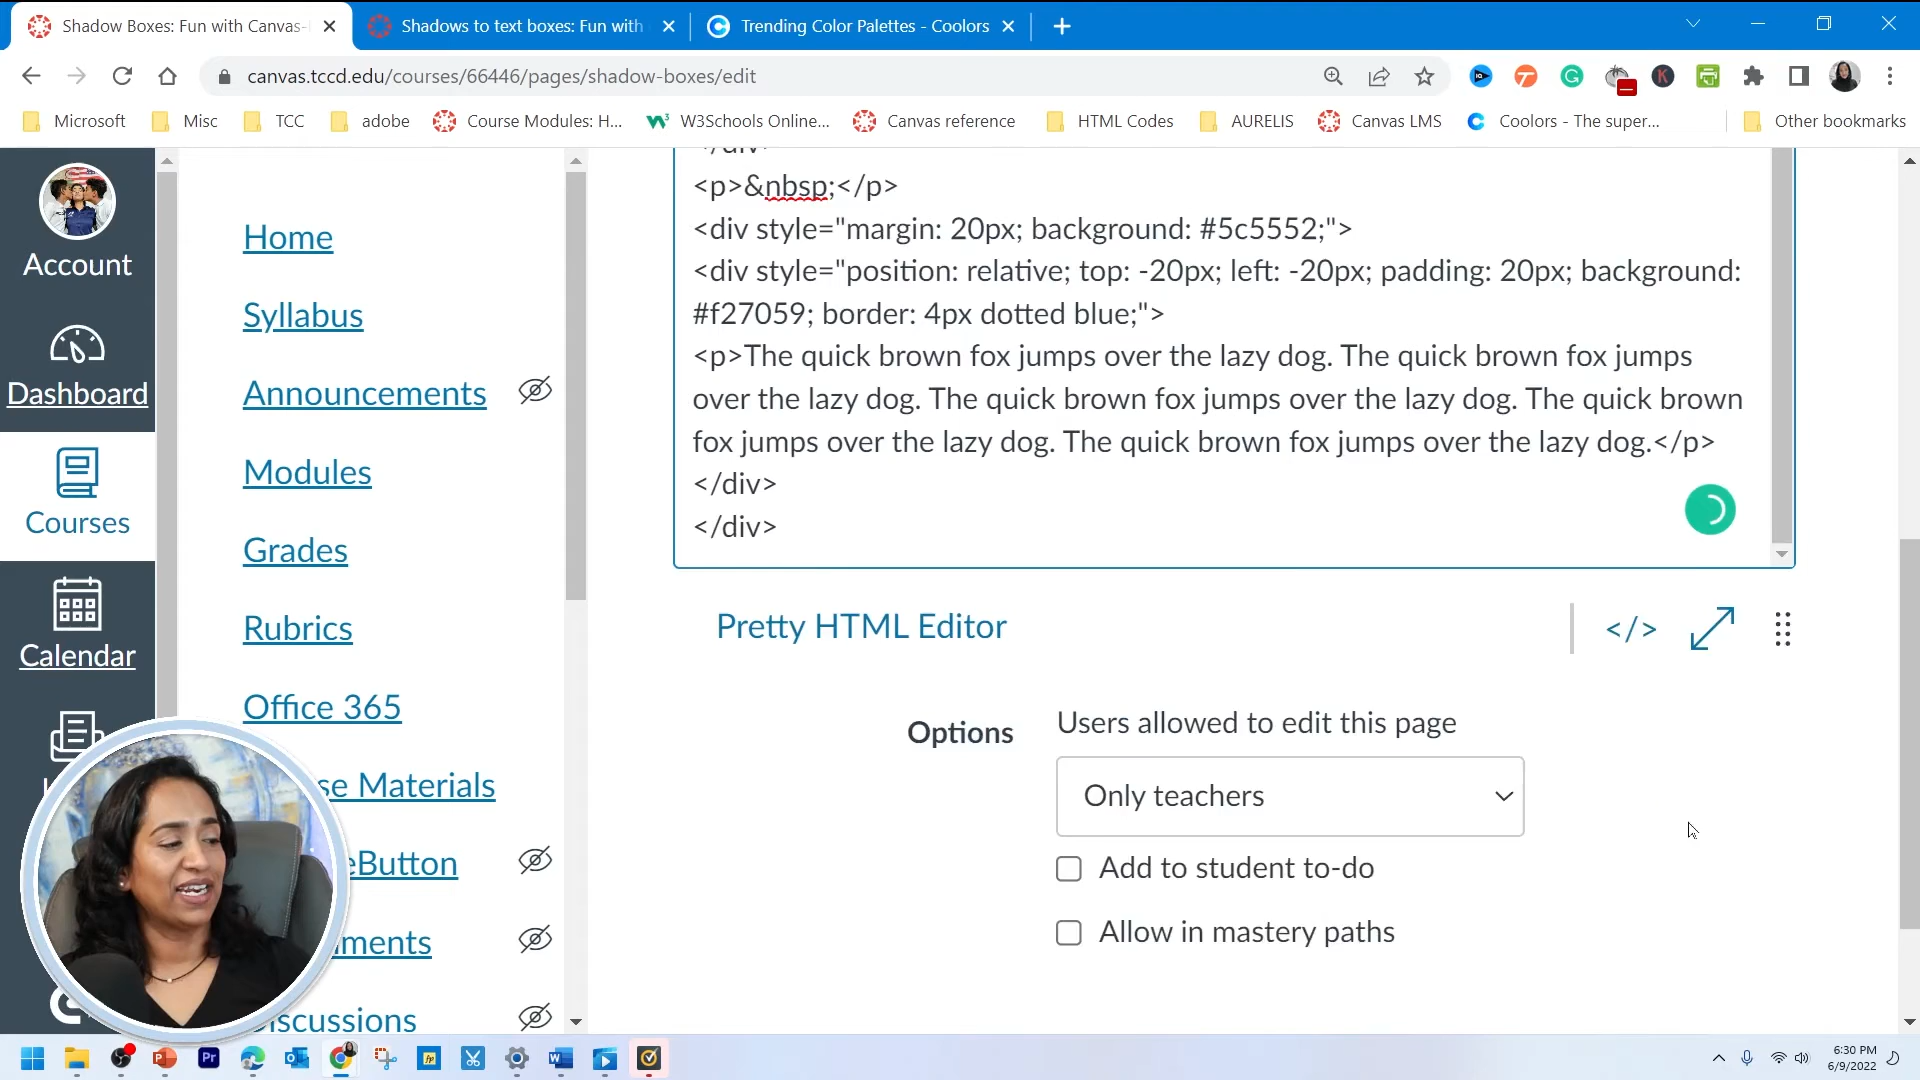 Shadow Boxes: Fun with Canvas-
Shadows to text boxes: Fun with
Trending Color Palettes - Coolors
canvas.tccd.edu/courses/66446/pages/shadow-boxes/edit
Microsoft
Misc
TCC
adobe
Course Modules: H...
W3Schools Online...
Canvas reference
HTML Codes
AURELIS
Canvas LMS
Coolors - The super...
Other bookmarks
Account
Dashboard
Courses
Calendar
Home
Syllabus
Announcements
Modules
Grades
Rubrics
Office 365
se Materials
eButton
ments
iscussions
</div>
<p>&nbsp;</p>
<div style="margin: 20px; background: #5c5552;">
<div style="position: relative; top: -20px; left: -20px; padding: 20px; background:
#f27059; border: 4px dotted blue;">
<p>The quick brown fox jumps over the lazy dog. The quick brown fox jumps
over the lazy dog. The quick brown fox jumps over the lazy dog. The quick brown
fox jumps over the lazy dog. The quick brown fox jumps over the lazy dog.</p>
</div>
</div>
Pretty HTML Editor
</>
Options
Users allowed to edit this page
Only teachers
Add to student to-do
Allow in mastery paths
6:30 PM
6/9/2022